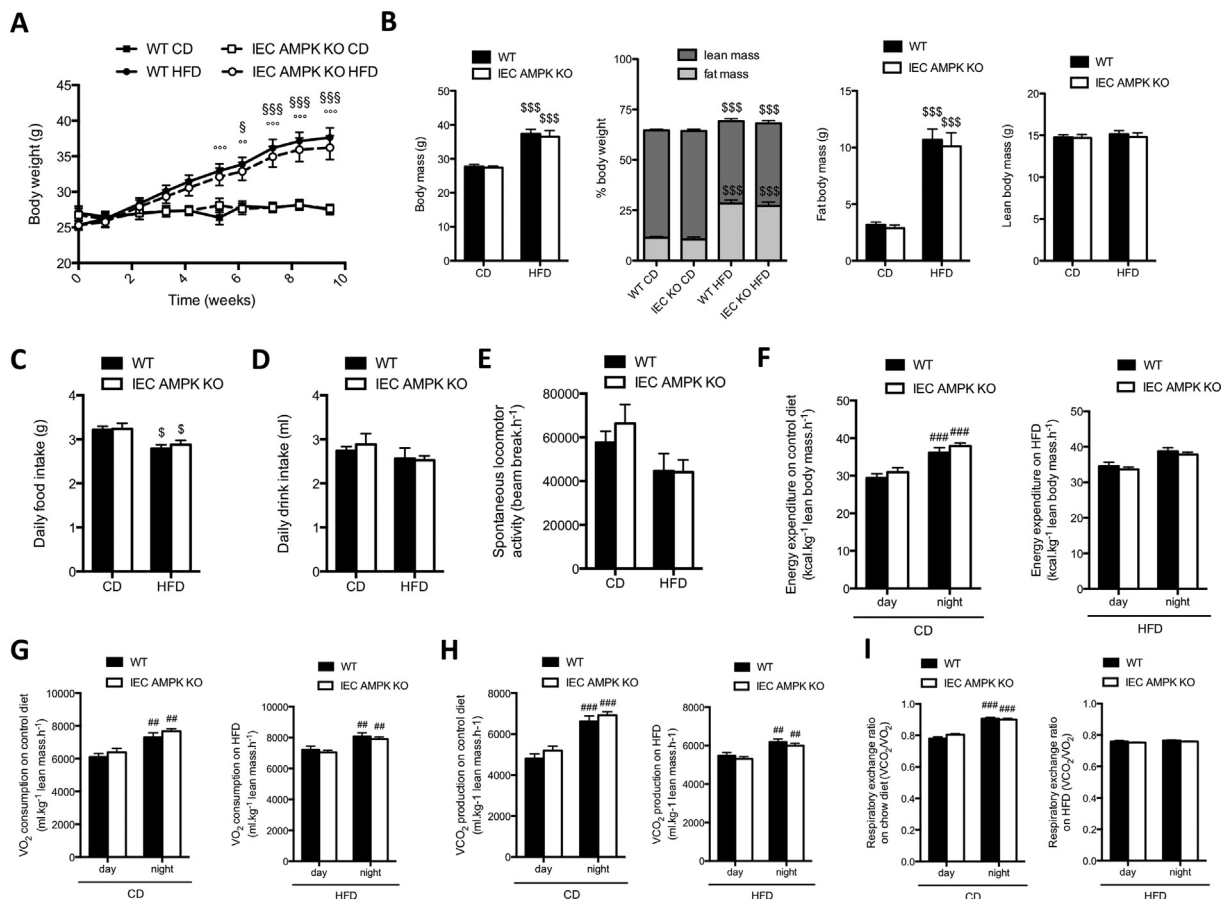 A
WT CD
IEC AMPK KO CD
WT HFD
IEC AMPK KO HFD
Body weight (g)
45
40
35
30
25
20
§§§
§§§
§§§
§
°°°
°°
°°°
°°°
°°°
0
2
4
6
8
10
Time (weeks)
B
WT
IEC AMPK KO
Body mass (g)
50
40
30
20
10
0
$$$
$$$
CD
HFD
lean mass
fat mass
% body weight
100
75
50
25
0
$$$
$$$
$$$
$$$
WT CD
IEC KO CD
WT HFD
IEC KO HFD
WT
IEC AMPK KO
Fat body mass (g)
15
10
5
0
$$$
$$$
CD
HFD
WT
IEC AMPK KO
Lean body mass (g)
20
15
10
5
0
CD
HFD
C
WT
IEC AMPK KO
Daily food intake (g)
4
3
2
1
0
$
$
CD
HFD
D
WT
IEC AMPK KO
Daily drink intake (ml)
4
3
2
1
0
CD
HFD
E
WT
IEC AMPK KO
Spontaneous locomotor
activity (beam break.h⁻¹)
80000
60000
40000
20000
0
CD
HFD
F
WT
IEC AMPK KO
Energy expenditure on control diet
(kcal.kg⁻¹ lean body mass.h⁻¹)
50
40
30
20
10
0
###
###
day
night
CD
WT
IEC AMPK KO
Energy expenditure on HFD
(kcal.kg⁻¹ lean body mass.h⁻¹)
50
40
30
20
10
0
day
night
HFD
G
WT
IEC AMPK KO
VO₂ consumption on control diet
(ml.kg⁻¹ lean mass.h⁻¹)
10000
8000
6000
4000
2000
0
##
##
day
night
CD
WT
IEC AMPK KO
VO₂ consumption on HFD
(ml.kg⁻¹ lean mass.h⁻¹)
10000
8000
6000
4000
2000
0
##
##
day
night
HFD
H
WT
IEC AMPK KO
VCO₂ production on control diet
(ml.kg-1 lean mass.h-1)
8000
6000
4000
2000
0
###
###
day
night
CD
WT
IEC AMPK KO
VCO₂ production on HFD
(ml.kg-1 lean mass.h-1)
8000
6000
4000
2000
0
##
##
day
night
HFD
I
WT
IEC AMPK KO
Respiratory exchange ratio
on chow diet (VCO₂/VO₂)
1.0
0.8
0.6
0.4
0.2
0.0
###
###
day
night
CD
WT
IEC AMPK KO
Respiratory exchange ratio
on HFD (VCO₂/VO₂)
1.0
0.8
0.6
0.4
0.2
0.0
day
night
HFD